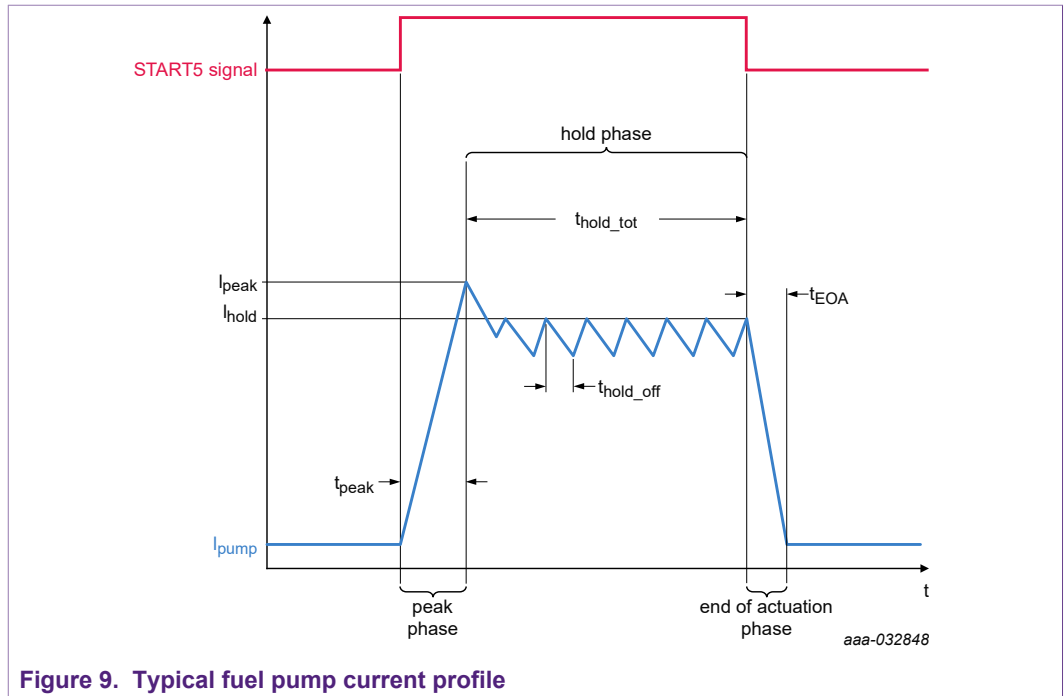 START5 signal
hold phase
thold_tot
Ipeak
Ihold
tEOA
thold_off
tpeak
Ipump
t
peak
phase
end of actuation
phase
aaa-032848
Figure 9. Typical fuel pump current profile